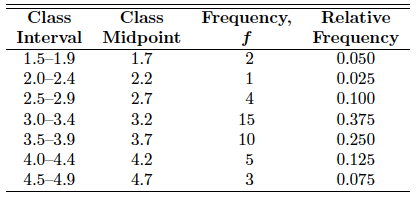 Class Class Frequency, Relative
Interval Midpoint f Frequency
1.5–1.9 1.7 2 0.050
2.0–2.4 2.2 1 0.025
2.5–2.9 2.7 4 0.100
3.0–3.4 3.2 15 0.375
3.5–3.9 3.7 10 0.250
4.0–4.4 4.2 5 0.125
4.5–4.9 4.7 3 0.075